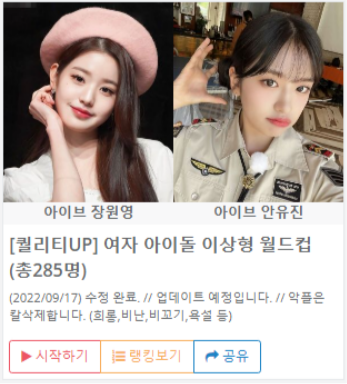 아이브 장원영
아이브 안유진
[퀄리티UP] 여자 아이돌 이상형 월드컵
(총285명)
(2022/09/17) 수정 완료. // 업데이트 예정입니다. // 악플은
칼삭제합니다. (희롱,비난,비꼬기,욕설 등)
시작하기
랭킹보기
공유